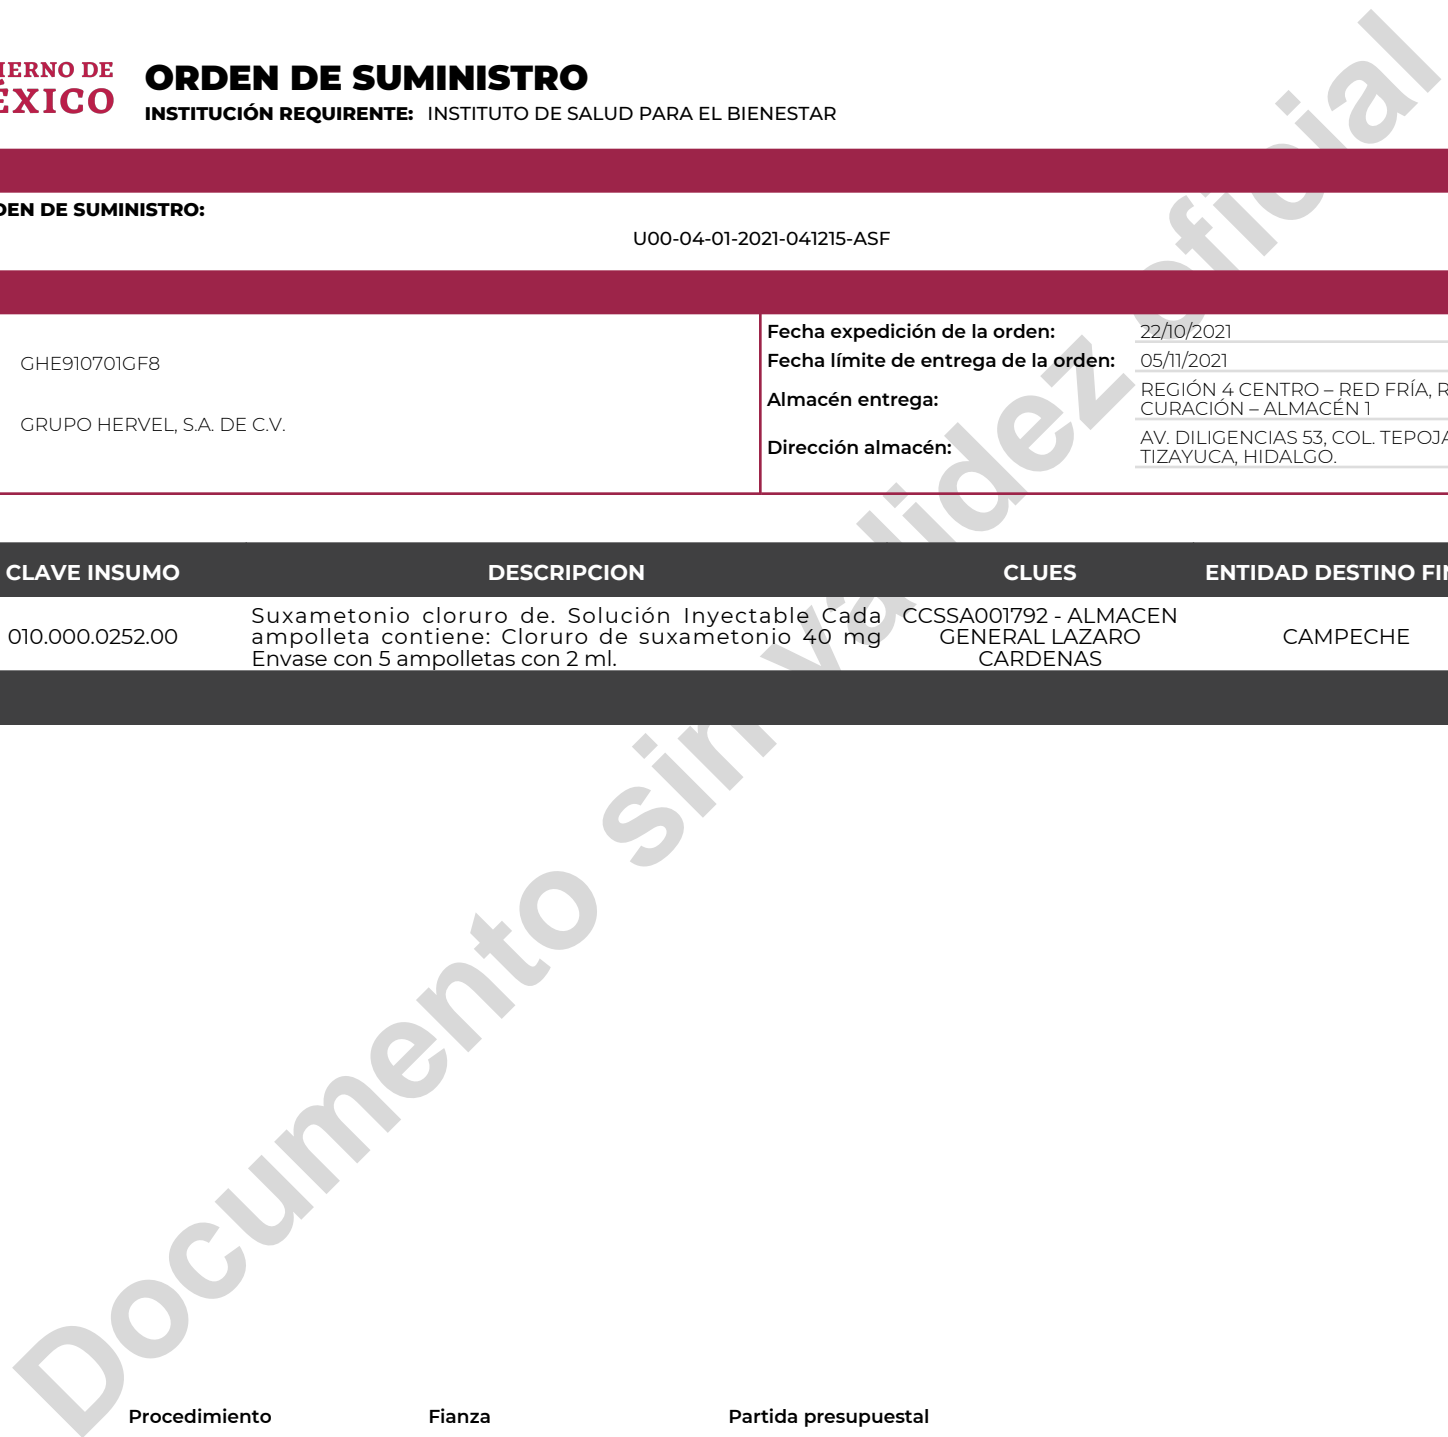 IERNO DE
ÉXICO
ORDEN DE SUMINISTRO
INSTITUCIÓN REQUIRENTE: INSTITUTO DE SALUD PARA EL BIENESTAR
DEN DE SUMINISTRO:
U00-04-01-2021-041215-ASF
GHE910701GF8
GRUPO HERVEL, S.A. DE C.V.
Fecha expedición de la orden: 22/10/2021
Fecha límite de entrega de la orden: 05/11/2021
Almacén entrega: REGIÓN 4 CENTRO – RED FRÍA, R
CURACIÓN – ALMACÉN 1
Dirección almacén: AV. DILIGENCIAS 53, COL. TEPOJA
TIZAYUCA, HIDALGO.
CLAVE INSUMO DESCRIPCION CLUES ENTIDAD DESTINO FIN
010.000.0252.00
Suxametonio cloruro de. Solución Inyectable Cada
ampolleta contiene: Cloruro de suxametonio 40 mg
Envase con 5 ampolletas con 2 ml.
CCSSA001792 - ALMACEN
GENERAL LAZARO
CARDENAS
CAMPECHE
Documento sin validez oficial
Procedimiento Fianza Partida presupuestal